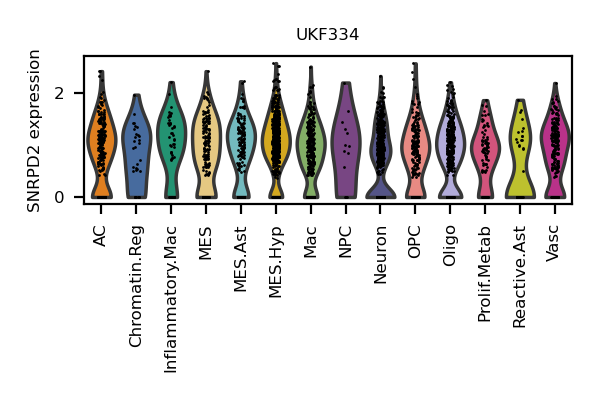 UKF334
SNRPD2 expression
2
0
AC
Chromatin.Reg
Inflammatory.Mac
MES
MES.Ast
MES.Hyp
Mac
NPC
Neuron
OPC
Oligo
Prolif.Metab
Reactive.Ast
Vasc